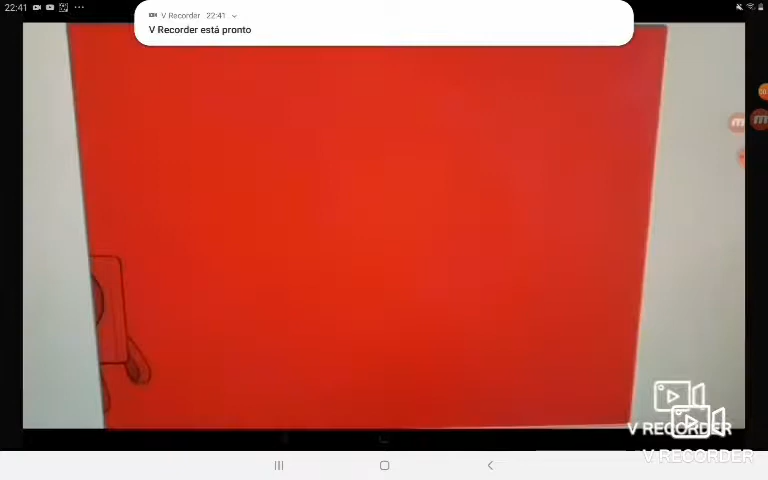 22:41
V Recorder 22:41
V Recorder está pronto
V RECORDER
V RECORDER